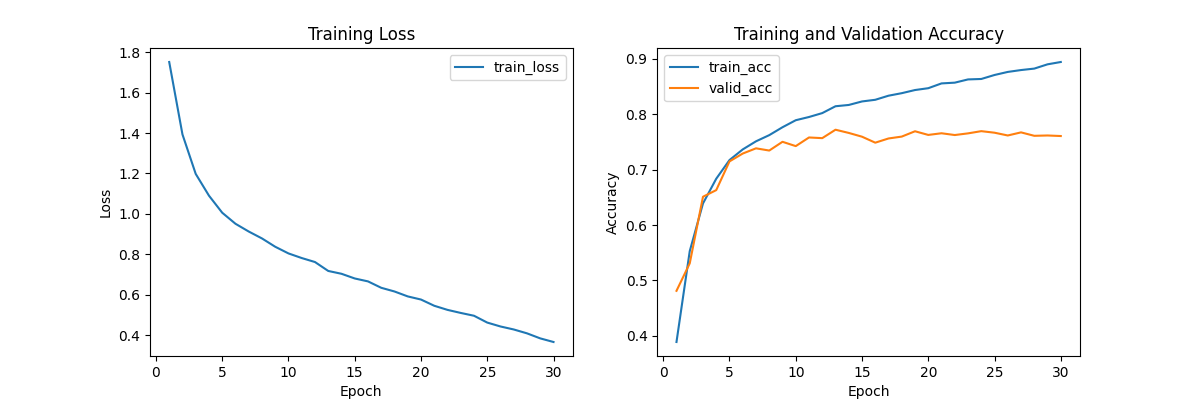 Training Loss
1.8
1.6
1.4
1.2
1.0
0.8
0.6
0.4
Loss
train_loss
0 5 10 15 20 25 30
Epoch
Training and Validation Accuracy
0.9
0.8
0.7
0.6
0.5
0.4
Accuracy
train_acc
valid_acc
0 5 10 15 20 25 30
Epoch